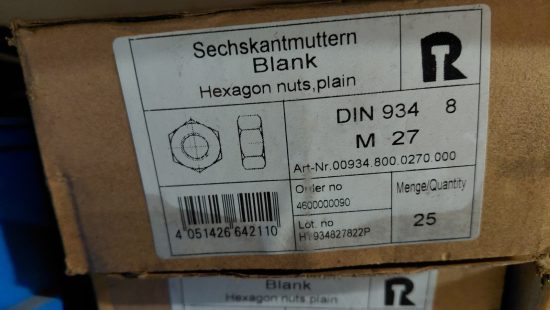 Sechskantmuttern
Blank
Hexagon nuts,plain
R
DIN 934 8
M 27
Art-Nr.00934.800.0270.000
Order no
4600000090
Menge/Quantity
25
Lot. no
4 051426 642110
Blank
Hexagon nuts,plain
R